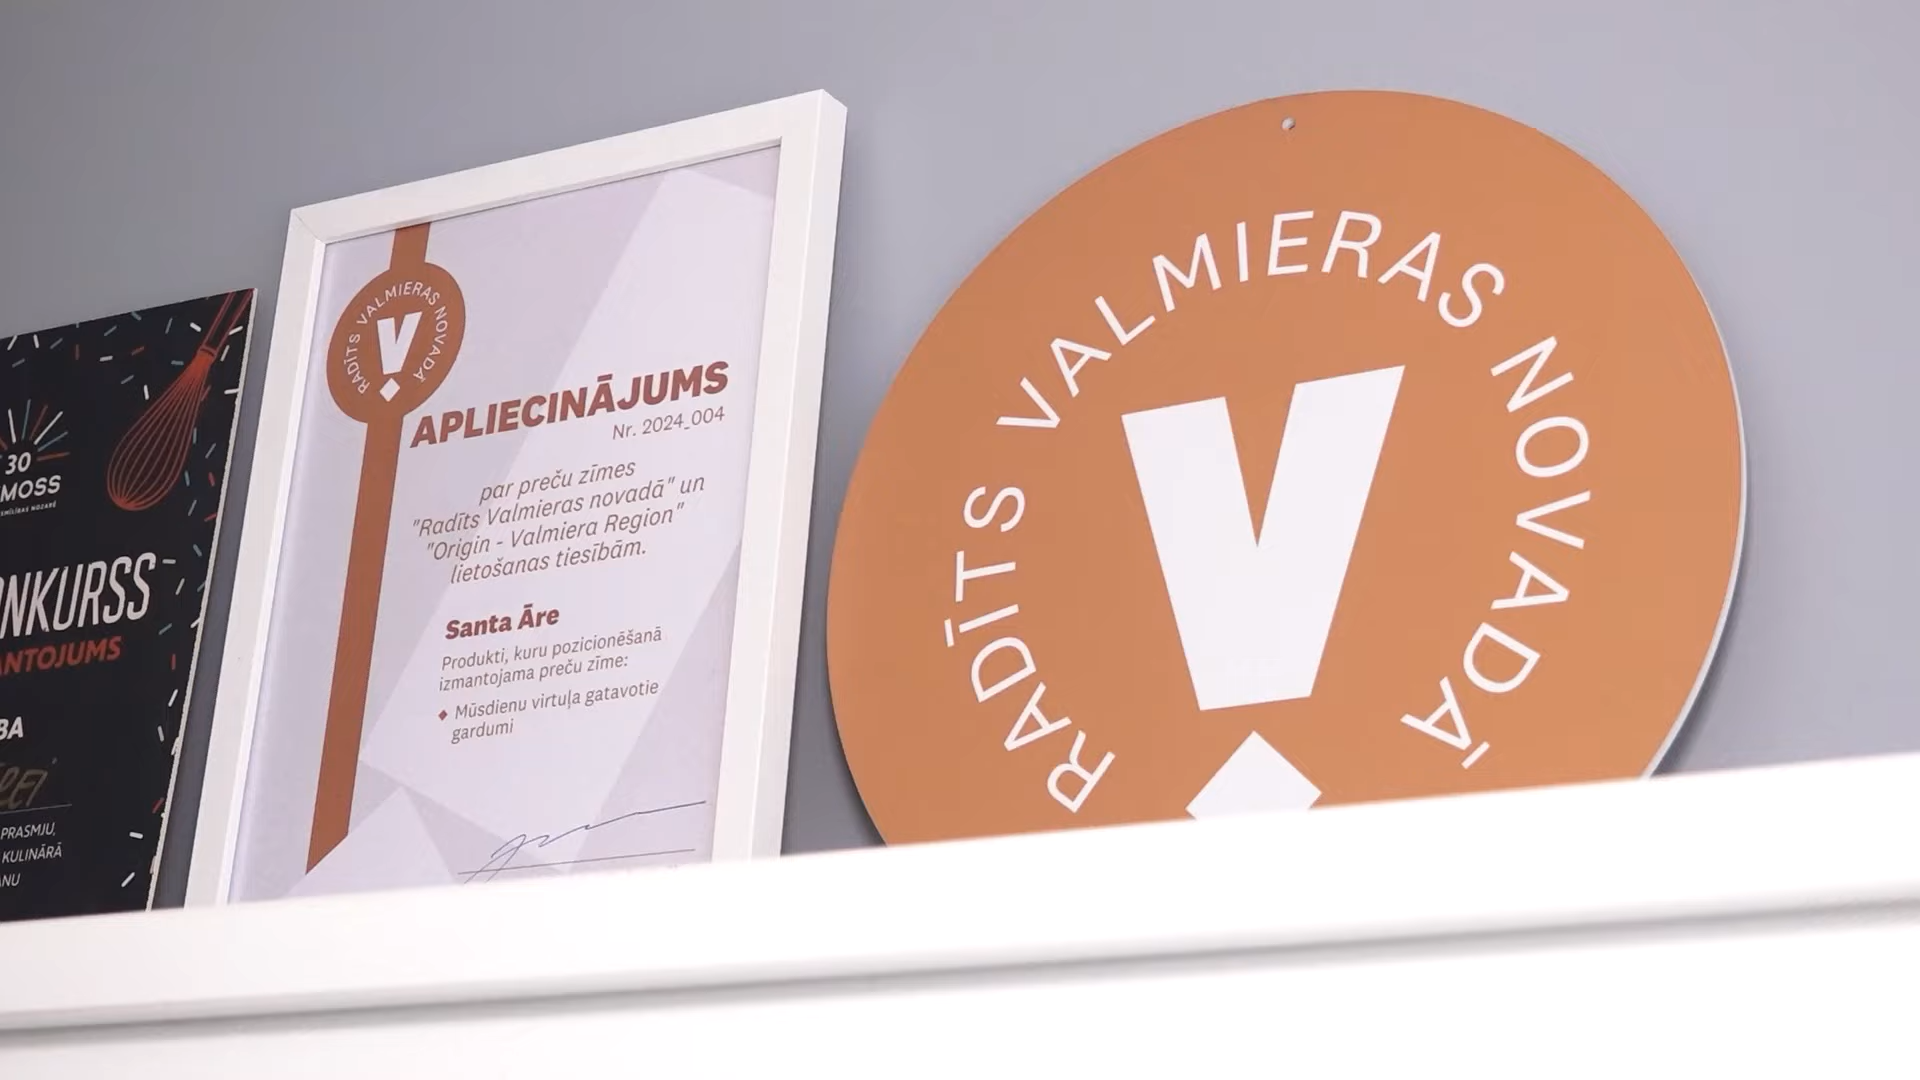 30
MOSS
NKURSS
ANTOJUMS
BA
PRASMJU,
KULINĀRĀ
ANU
RADĪTS VALMIERAS NOVADĀ
V
APLIECINĀJUMS
Nr. 2024_004
par preču zīmes
"Radīts Valmieras novadā" un
"Origin - Valmiera Region"
lietošanas tiesībām.
Santa Āre
Produkti, kuru pozicionēšanā
izmantojama preču zīme:
Mūsdienu virtuļa gatavotie
gardumi
RADĪTS VALMIERAS NOVADĀ
V